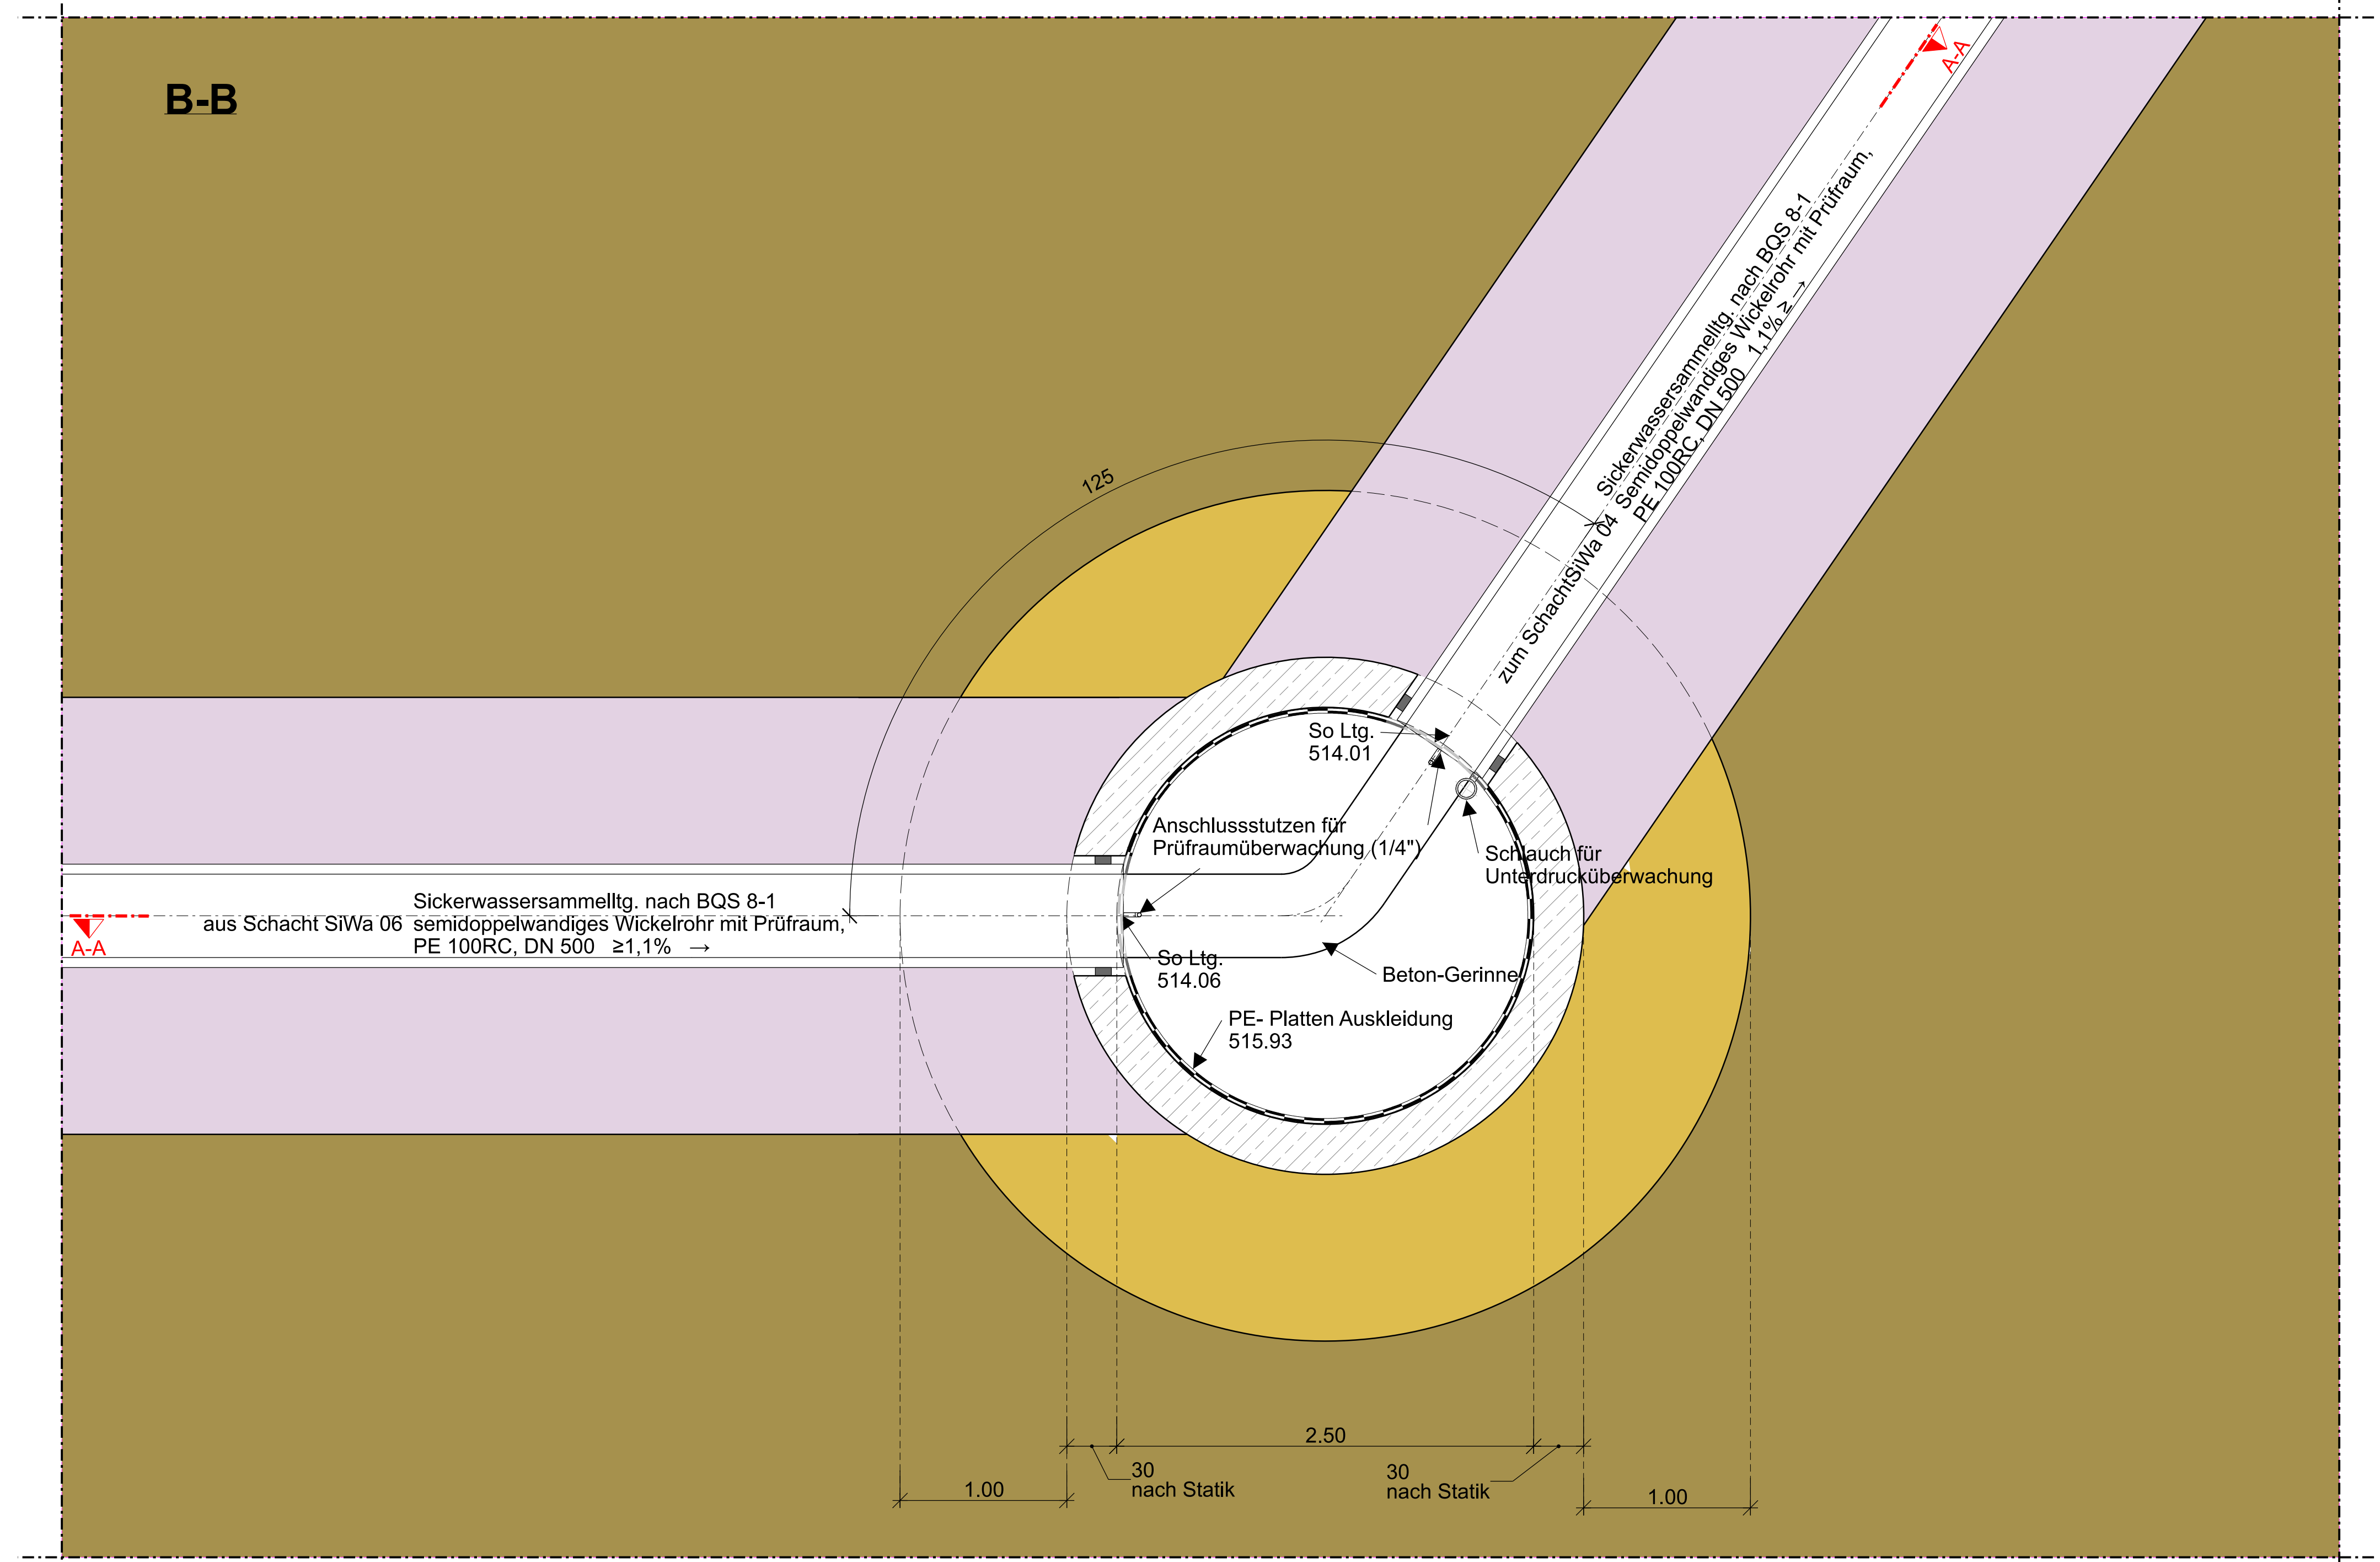 B-B
A-A
Sickerwassersammelltg. nach BQS 8-1
zum SchachtSiWa 04 Semidoppelwandiges Wickelrohr mit Prüfraum,
PE 100RC, DN 500 1,1% ≥ →
125
So Ltg.
514.01
Anschlussstutzen für
Prüfraumüberwachung (1/4")
Schlauch für
Unterdrucküberwachung
Sickerwassersammelltg. nach BQS 8-1
aus Schacht SiWa 06 semidoppelwandiges Wickelrohr mit Prüfraum,
PE 100RC, DN 500 ≥1,1% →
A-A
So Ltg.
514.06
Beton-Gerinne
PE- Platten Auskleidung
515.93
2.50
30
nach Statik
30
nach Statik
1.00
1.00